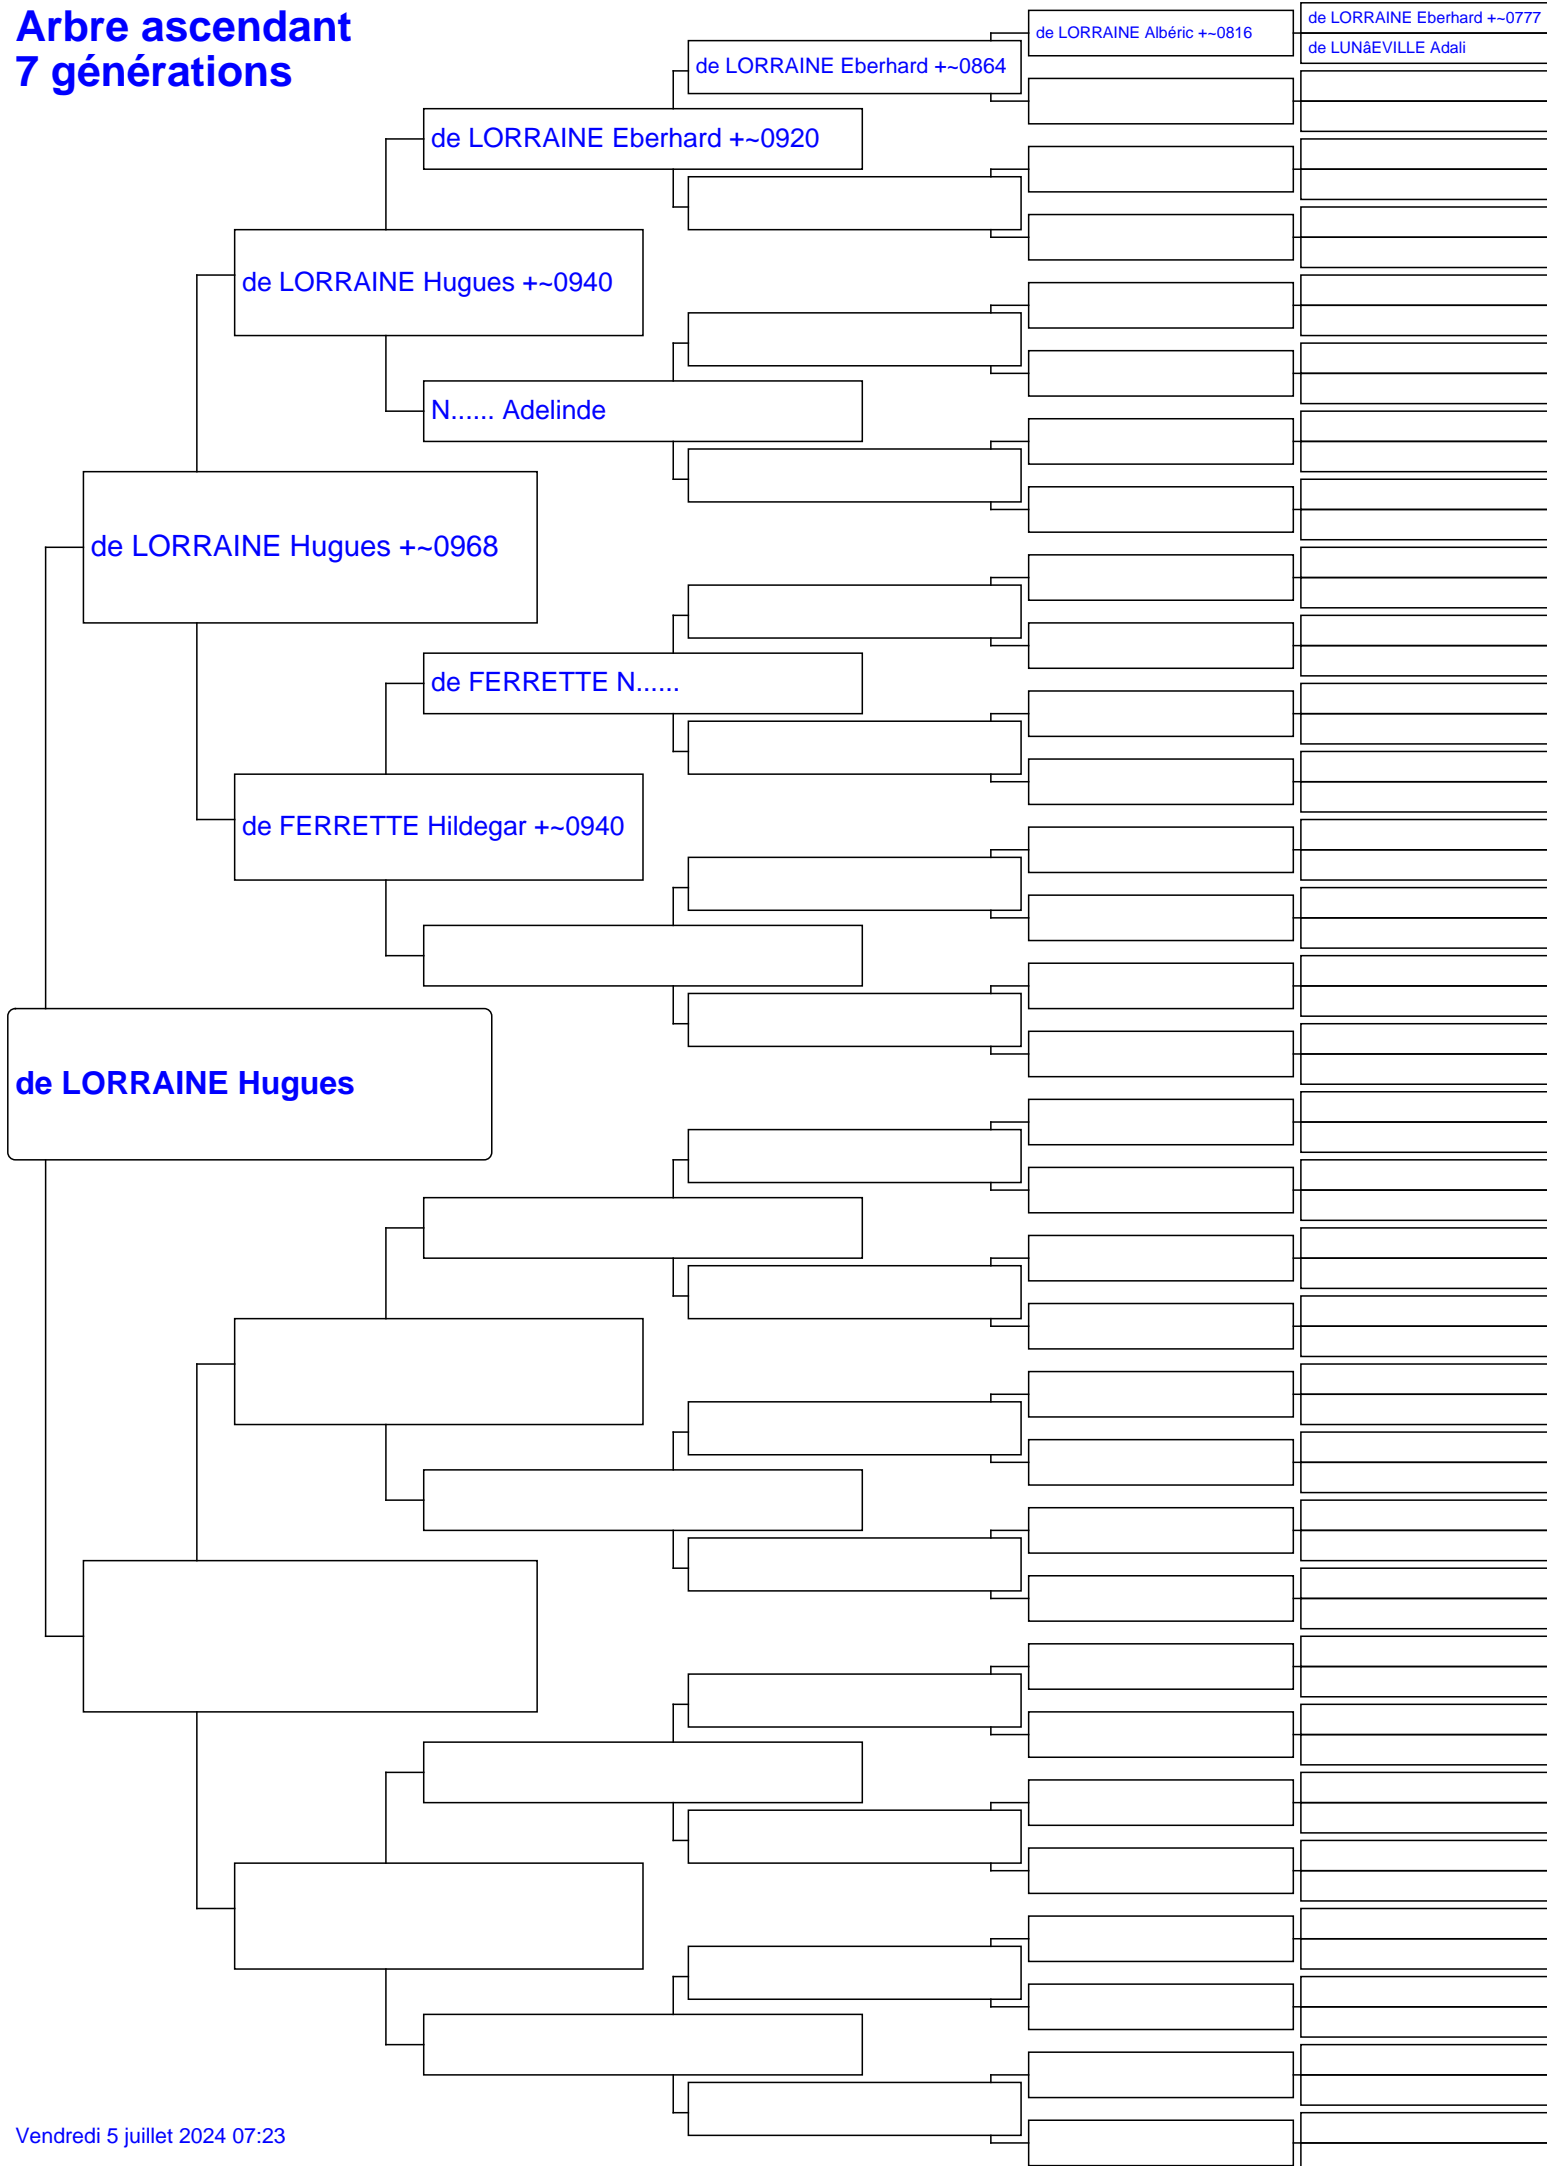 Arbre ascendant
7 générations
de LORRAINE Eberhard +~0777
de LORRAINE Albéric +~0816
de LUNâEVILLE Adali
de LORRAINE Eberhard +~0864
de LORRAINE Eberhard +~0920
de LORRAINE Hugues +~0940
N...... Adelinde
de LORRAINE Hugues +~0968
de FERRETTE N......
de FERRETTE Hildegar +~0940
de LORRAINE Hugues
Vendredi 5 juillet 2024 07:23